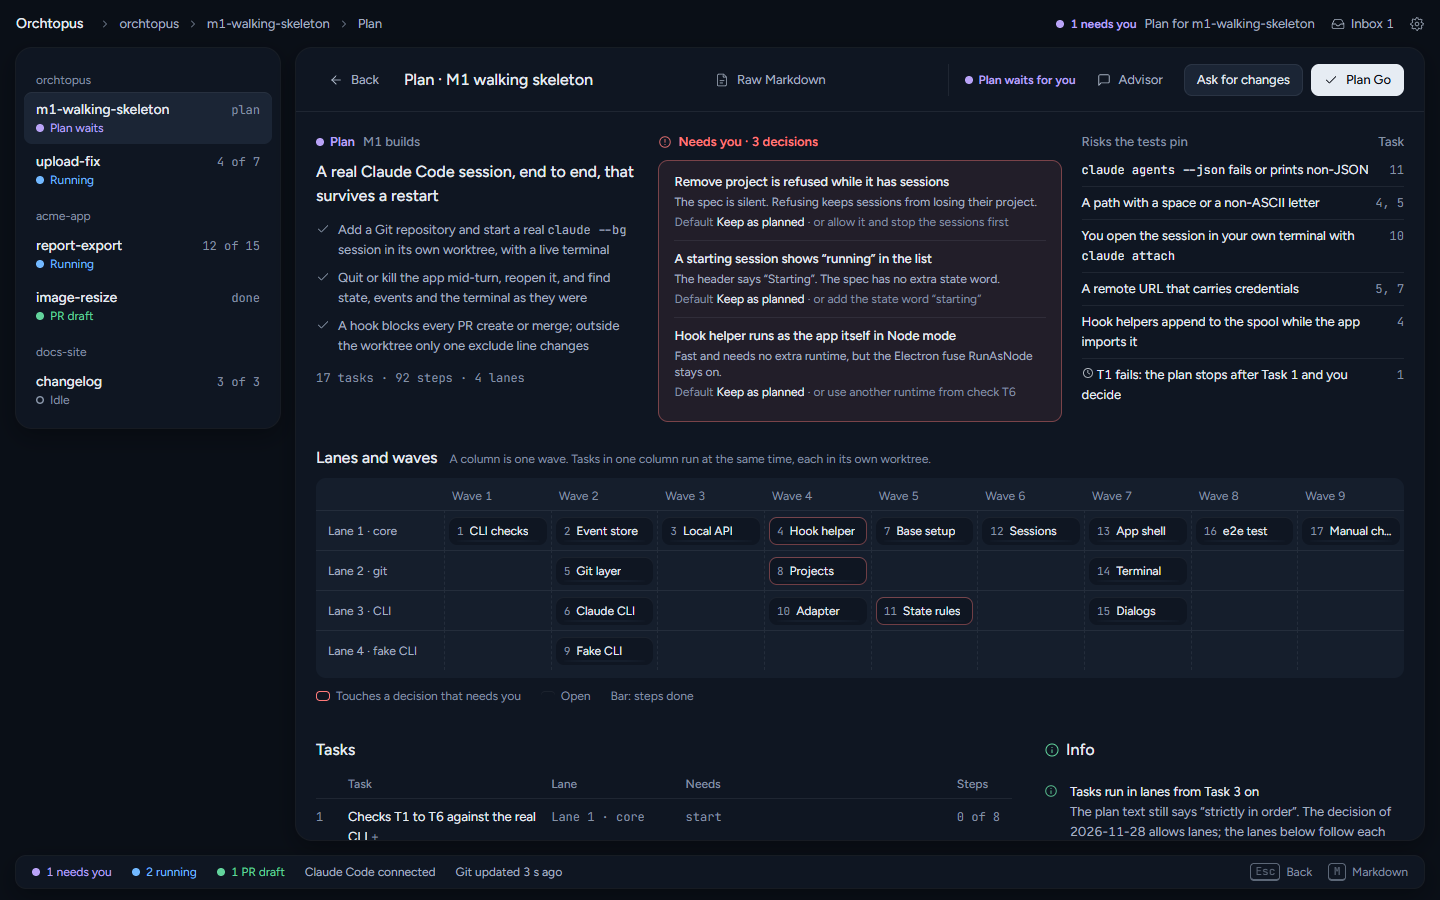 Orchtopus
orchtopus
m1-walking-skeleton
Plan
1 needs you
Plan for m1-walking-skeleton
Inbox 1
orchtopus
m1-walking-skeleton
plan
Plan waits
upload-fix
4 of 7
Running
acme-app
report-export
12 of 15
Running
image-resize
done
PR draft
docs-site
changelog
3 of 3
Idle
Back
Plan · M1 walking skeleton
Raw Markdown
Plan waits for you
Advisor
Ask for changes
Plan Go
Plan M1 builds
A real Claude Code session, end to end, that
survives a restart
Add a Git repository and start a real claude --bg
session in its own worktree, with a live terminal
Quit or kill the app mid-turn, reopen it, and find
state, events and the terminal as they were
A hook blocks every PR create or merge; outside
the worktree only one exclude line changes
17 tasks · 92 steps · 4 lanes
Needs you · 3 decisions
Remove project is refused while it has sessions
The spec is silent. Refusing keeps sessions from losing their project.
Default Keep as planned · or allow it and stop the sessions first
A starting session shows “running” in the list
The header says “Starting”. The spec has no extra state word.
Default Keep as planned · or add the state word “starting”
Hook helper runs as the app itself in Node mode
Fast and needs no extra runtime, but the Electron fuse RunAsNode
stays on.
Default Keep as planned · or use another runtime from check T6
Risks the tests pin
Task
claude agents --json fails or prints non-JSON
11
A path with a space or a non-ASCII letter
4, 5
You open the session in your own terminal with
claude attach
10
A remote URL that carries credentials
5, 7
Hook helpers append to the spool while the app
imports it
4
T1 fails: the plan stops after Task 1 and you
decide
1
Lanes and waves
A column is one wave. Tasks in one column run at the same time, each in its own worktree.
Wave 1
Wave 2
Wave 3
Wave 4
Wave 5
Wave 6
Wave 7
Wave 8
Wave 9
Lane 1 · core
1 CLI checks
2 Event store
3 Local API
4 Hook helper
7 Base setup
12 Sessions
13 App shell
16 e2e test
17 Manual ch…
Lane 2 · git
5 Git layer
8 Projects
14 Terminal
Lane 3 · CLI
6 Claude CLI
10 Adapter
11 State rules
15 Dialogs
Lane 4 · fake CLI
9 Fake CLI
Touches a decision that needs you
Open
Bar: steps done
Tasks
Task
Lane
Needs
Steps
1
Checks T1 to T6 against the real
CLI +
Lane 1 · core
start
0 of 8
Info
Tasks run in lanes from Task 3 on
The plan text still says “strictly in order”. The decision of
2026-11-28 allows lanes; the lanes below follow each
1 needs you
2 running
1 PR draft
Claude Code connected
Git updated 3 s ago
Esc Back
M Markdown